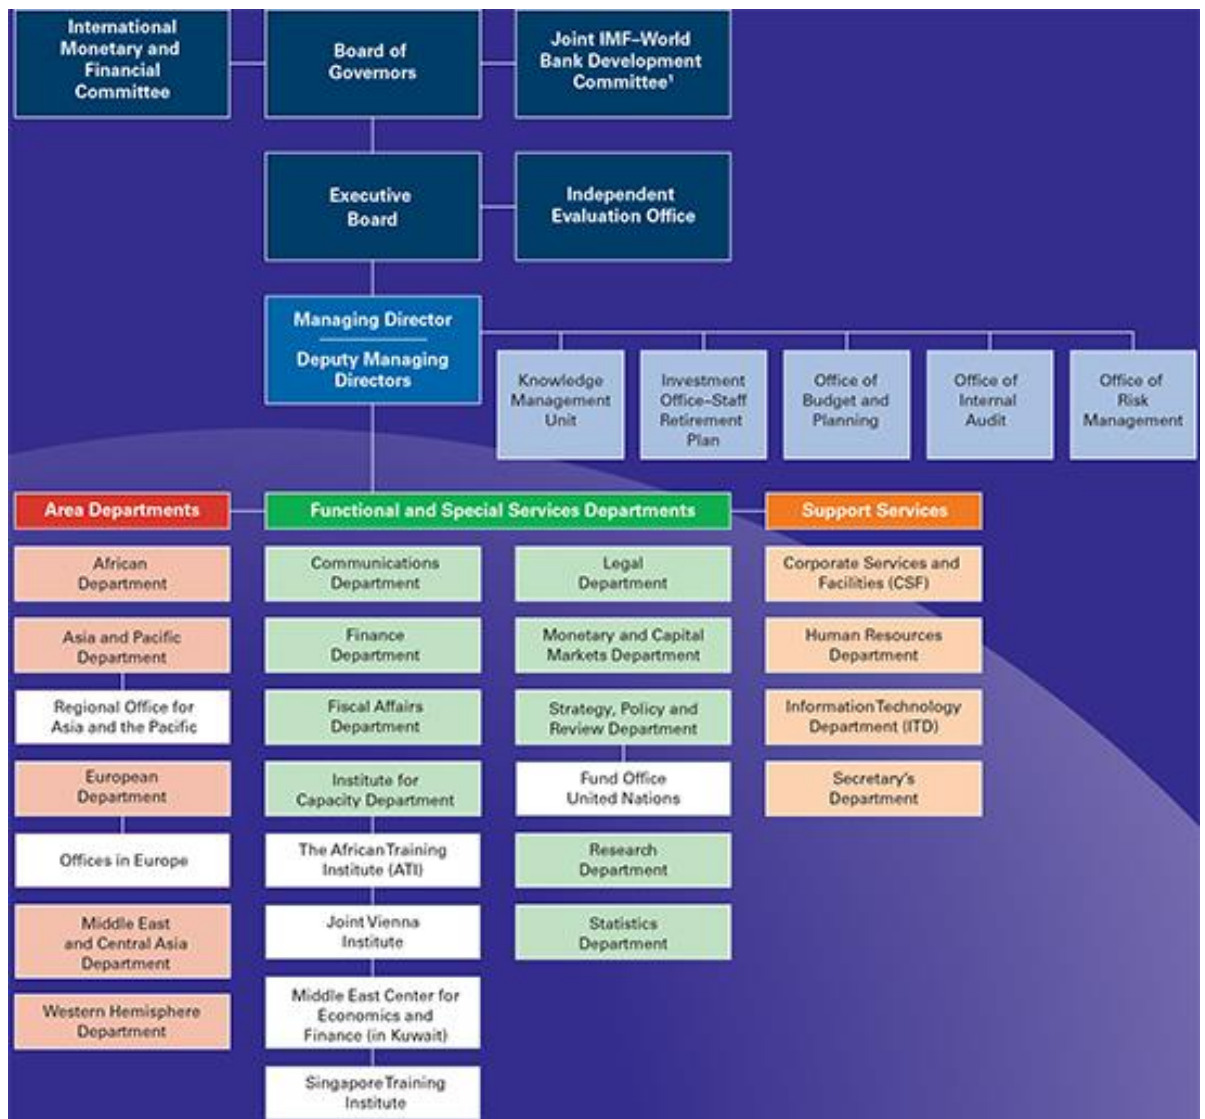 International
Monetary and
Financial
Committee
Board of
Governors
Joint IMF–World
Bank Development
Committee¹
Executive
Board
Independent
Evaluation Office
Managing Director
Deputy Managing
Directors
Knowledge
Management
Unit
Investment
Office–Staff
Retirement
Plan
Office of
Budget and
Planning
Office of
Internal
Audit
Office of
Risk
Management
Area Departments
Functional and Special Services Departments
Support Services
African
Department
Asia and Pacific
Department
Regional Office for
Asia and the Pacific
European
Department
Offices in Europe
Middle East
and Central Asia
Department
Western Hemisphere
Department
Communications
Department
Finance
Department
Fiscal Affairs
Department
Institute for
Capacity Department
The African Training
Institute (ATI)
Joint Vienna
Institute
Middle East Center for
Economics and
Finance (in Kuwait)
Singapore Training
Institute
Legal
Department
Monetary and Capital
Markets Department
Strategy, Policy and
Review Department
Fund Office
United Nations
Research
Department
Statistics
Department
Corporate Services and
Facilities (CSF)
Human Resources
Department
Information Technology
Department (ITD)
Secretary's
Department